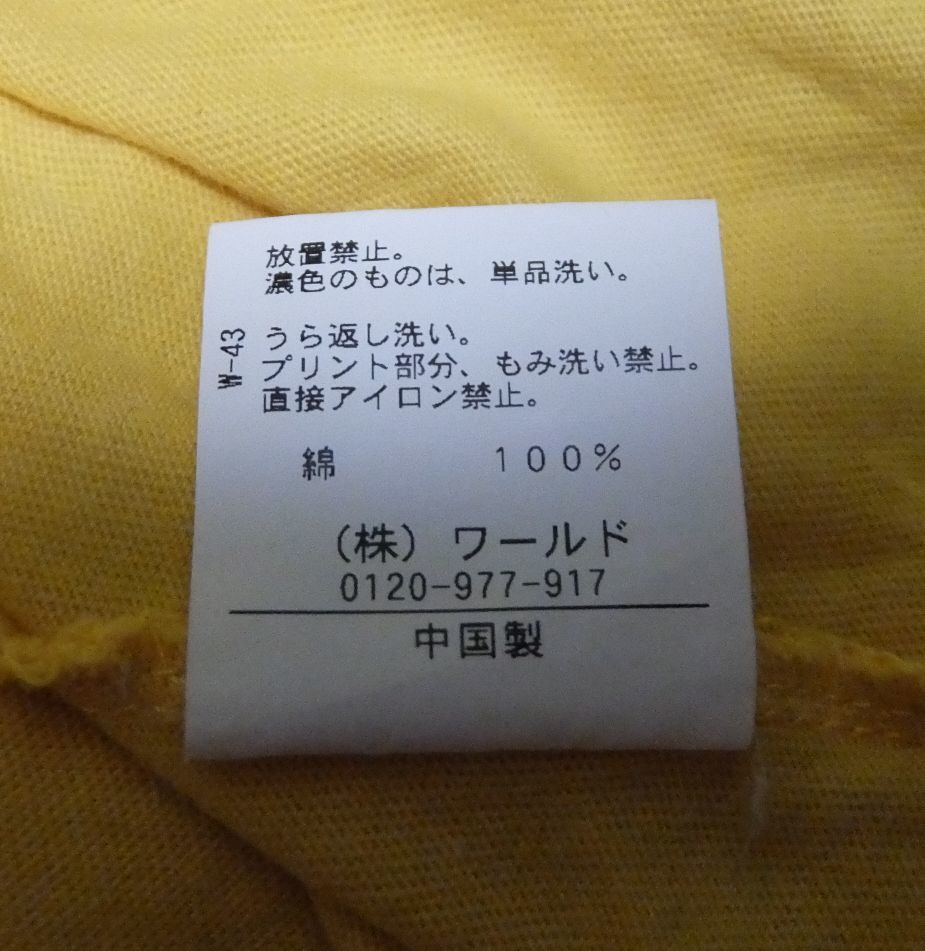 放置禁止。
濃色のものは、単品洗い。
うら返し洗い。
プリント部分、もみ洗い禁止。
直接アイロン禁止。
W-43
綿 100%
(株)ワールド
0120-977-917
中国製